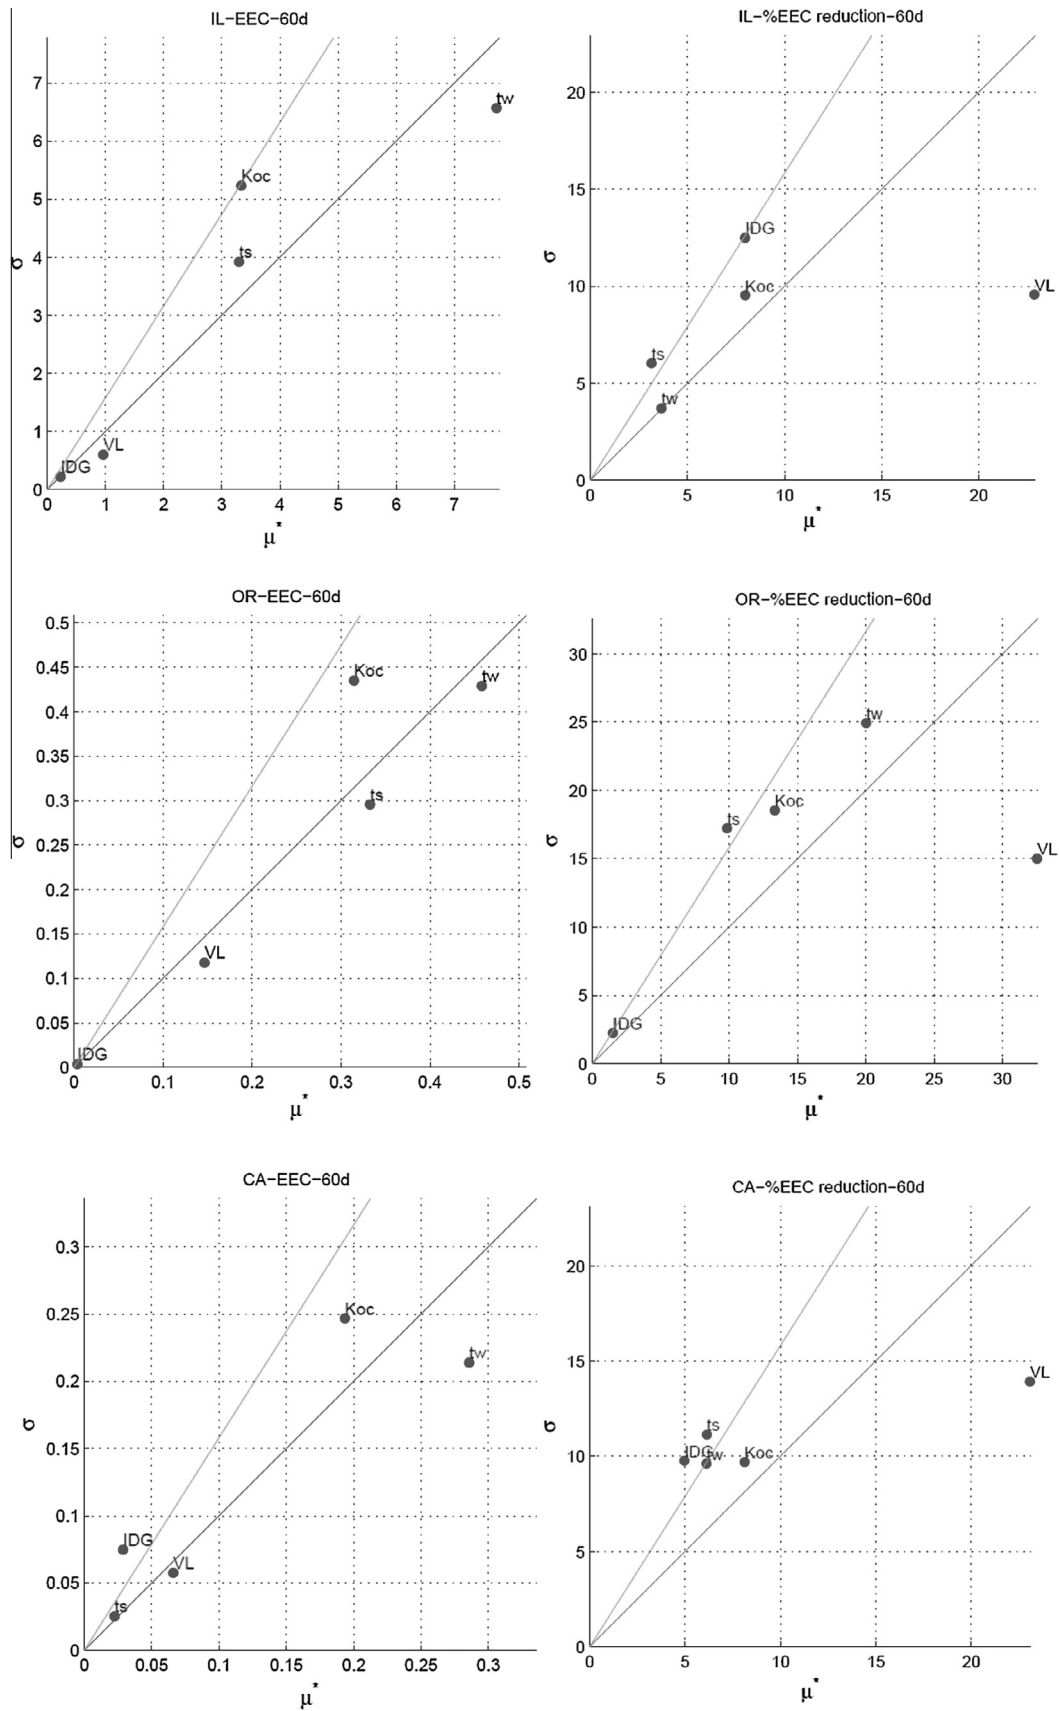 IL-EEC-60d
7
6
5
4
3
2
1
0
σ
tw
Koc
ts
VL
IDG
0 1 2 3 4 5 6 7
μ*
IL-%EEC reduction-60d
20
15
10
5
0
σ
IDG
Koc
VL
ts
tw
0 5 10 15 20
μ*
OR-EEC-60d
0.5
0.45
0.4
0.35
0.3
0.25
0.2
0.15
0.1
0.05
0
σ
Koc
tw
ts
VL
IDG
0 0.1 0.2 0.3 0.4 0.5
μ*
OR-%EEC reduction-60d
30
25
20
15
10
5
0
σ
tw
Koc
ts
VL
IDG
0 5 10 15 20 25 30
μ*
CA-EEC-60d
0.3
0.25
0.2
0.15
0.1
0.05
0
σ
Koc
tw
IDG
VL
ts
0 0.05 0.1 0.15 0.2 0.25 0.3
μ*
CA-%EEC reduction-60d
20
15
10
5
0
σ
VL
ts
IDG
tw
Koc
0 5 10 15 20
μ*